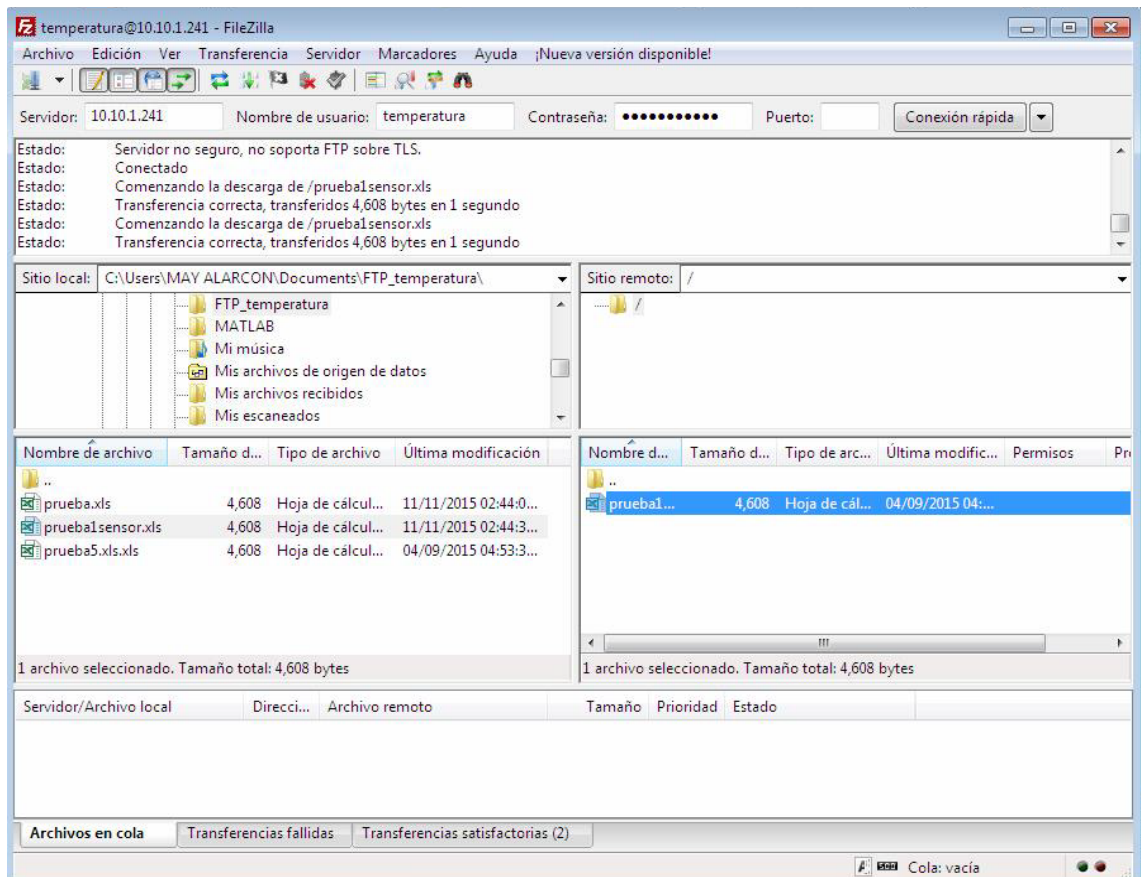 temperatura@10.10.1.241 - FileZilla
Archivo Edición Ver Transferencia Servidor Marcadores Ayuda ¡Nueva versión disponible!
Servidor: 10.10.1.241 Nombre de usuario: temperatura Contraseña: ●●●●●●●●●●● Puerto: Conexión rápida
Estado: Servidor no seguro, no soporta FTP sobre TLS.
Estado: Conectado
Estado: Comenzando la descarga de /prueba1sensor.xls
Estado: Transferencia correcta, transferidos 4,608 bytes en 1 segundo
Estado: Comenzando la descarga de /prueba1sensor.xls
Estado: Transferencia correcta, transferidos 4,608 bytes en 1 segundo
Sitio local: C:\Users\MAY ALARCON\Documents\FTP_temperatura\
FTP_temperatura
MATLAB
Mi música
Mis archivos de origen de datos
Mis archivos recibidos
Mis escaneados
Sitio remoto: /
/
Nombre de archivo Tamaño d... Tipo de archivo Última modificación
..
prueba.xls 4,608 Hoja de cálcul... 11/11/2015 02:44:0...
prueba1sensor.xls 4,608 Hoja de cálcul... 11/11/2015 02:44:3...
prueba5.xls.xls 4,608 Hoja de cálcul... 04/09/2015 04:53:3...
1 archivo seleccionado. Tamaño total: 4,608 bytes
Nombre d... Tamaño d... Tipo de arc... Última modific... Permisos Pr
..
prueba1... 4,608 Hoja de cál... 04/09/2015 04:...
1 archivo seleccionado. Tamaño total: 4,608 bytes
Servidor/Archivo local Direcci... Archivo remoto Tamaño Prioridad Estado
Archivos en cola Transferencias fallidas Transferencias satisfactorias (2)
Cola: vacía